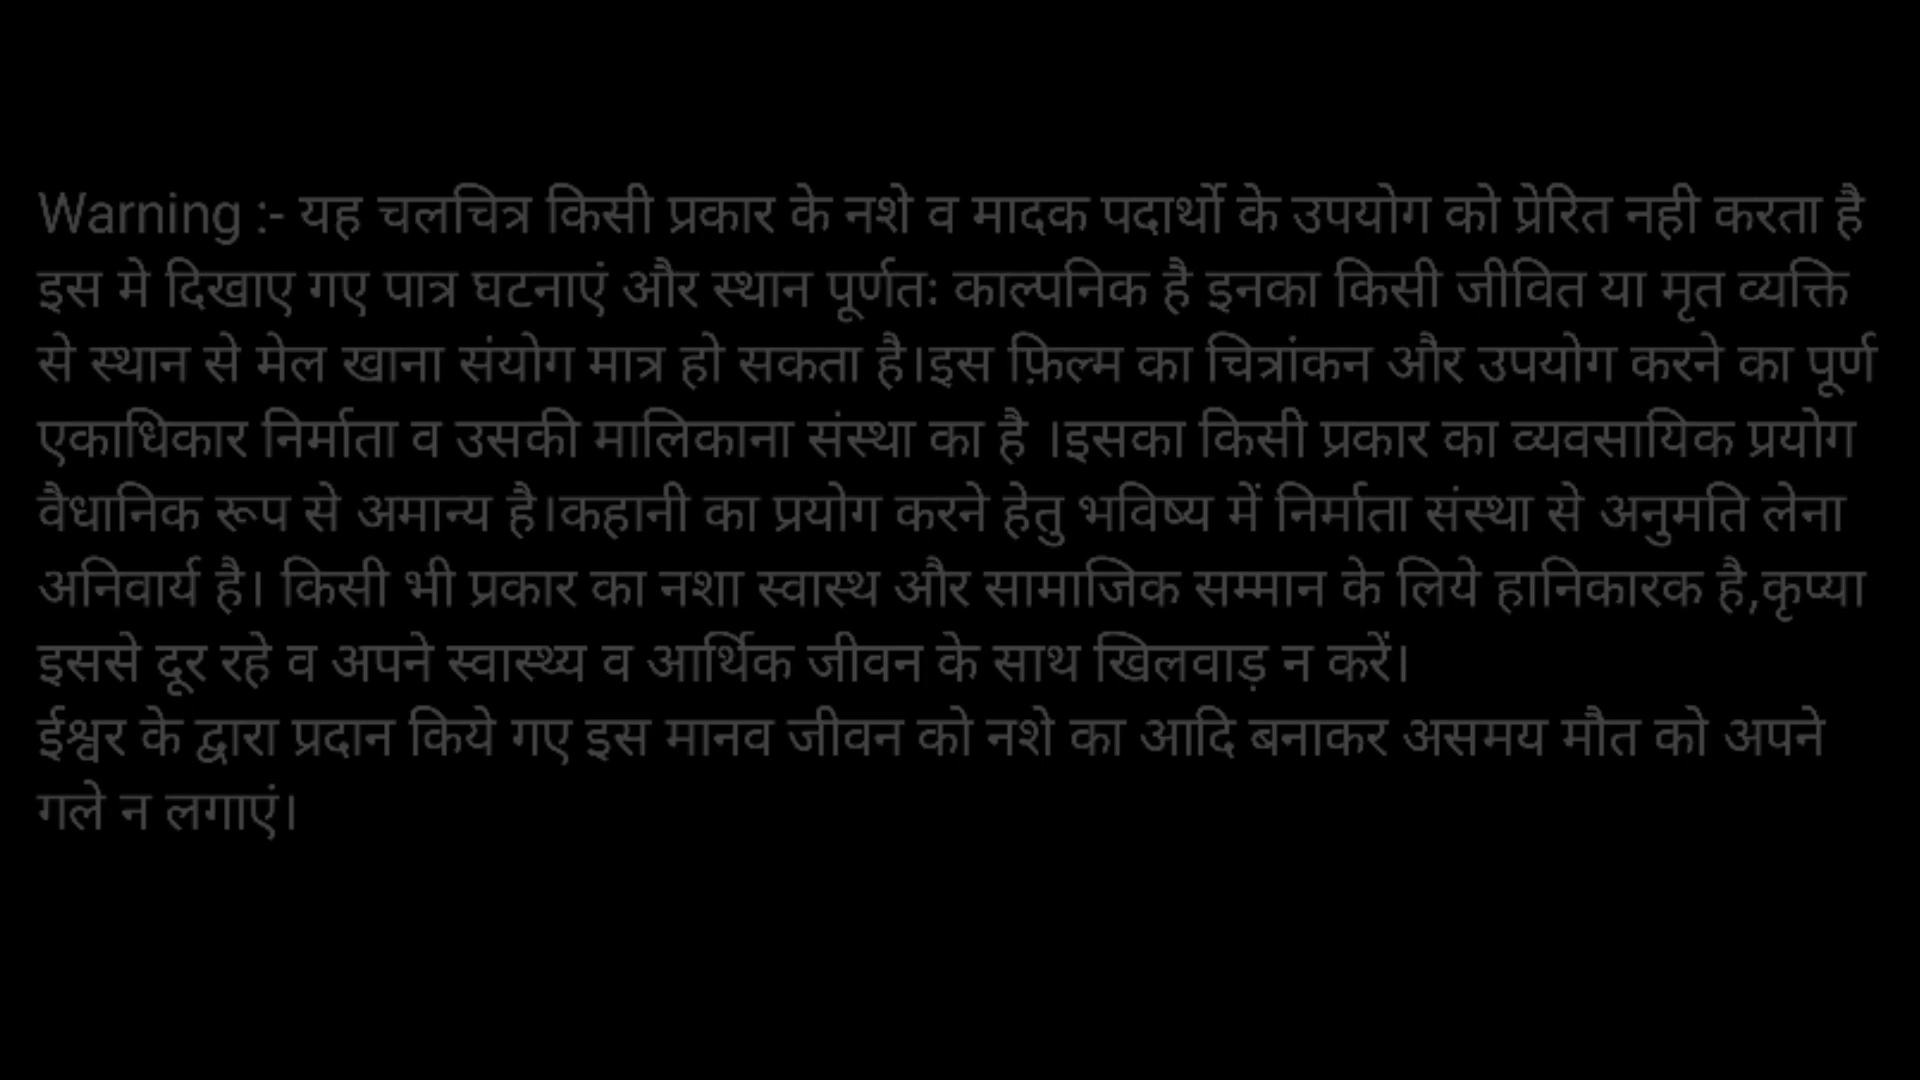 Warning :- यह चलचित्र किसी प्रकार के नशे व मादक पदार्थो के उपयोग को प्रेरित नही करता है
इस मे दिखाए गए पात्र घटनाएं और स्थान पूर्णतः काल्पनिक है इनका किसी जीवित या मृत व्यक्ति
से स्थान से मेल खाना संयोग मात्र हो सकता है।इस फ़िल्म का चित्रांकन और उपयोग करने का पूर्ण
एकाधिकार निर्माता व उसकी मालिकाना संस्था का है ।इसका किसी प्रकार का व्यवसायिक प्रयोग
वैधानिक रूप से अमान्य है।कहानी का प्रयोग करने हेतु भविष्य में निर्माता संस्था से अनुमति लेना
अनिवार्य है। किसी भी प्रकार का नशा स्वास्थ और सामाजिक सम्मान के लिये हानिकारक है,कृप्या
इससे दूर रहे व अपने स्वास्थ्य व आर्थिक जीवन के साथ खिलवाड़ न करें।
ईश्वर के द्वारा प्रदान किये गए इस मानव जीवन को नशे का आदि बनाकर असमय मौत को अपने
गले न लगाएं।